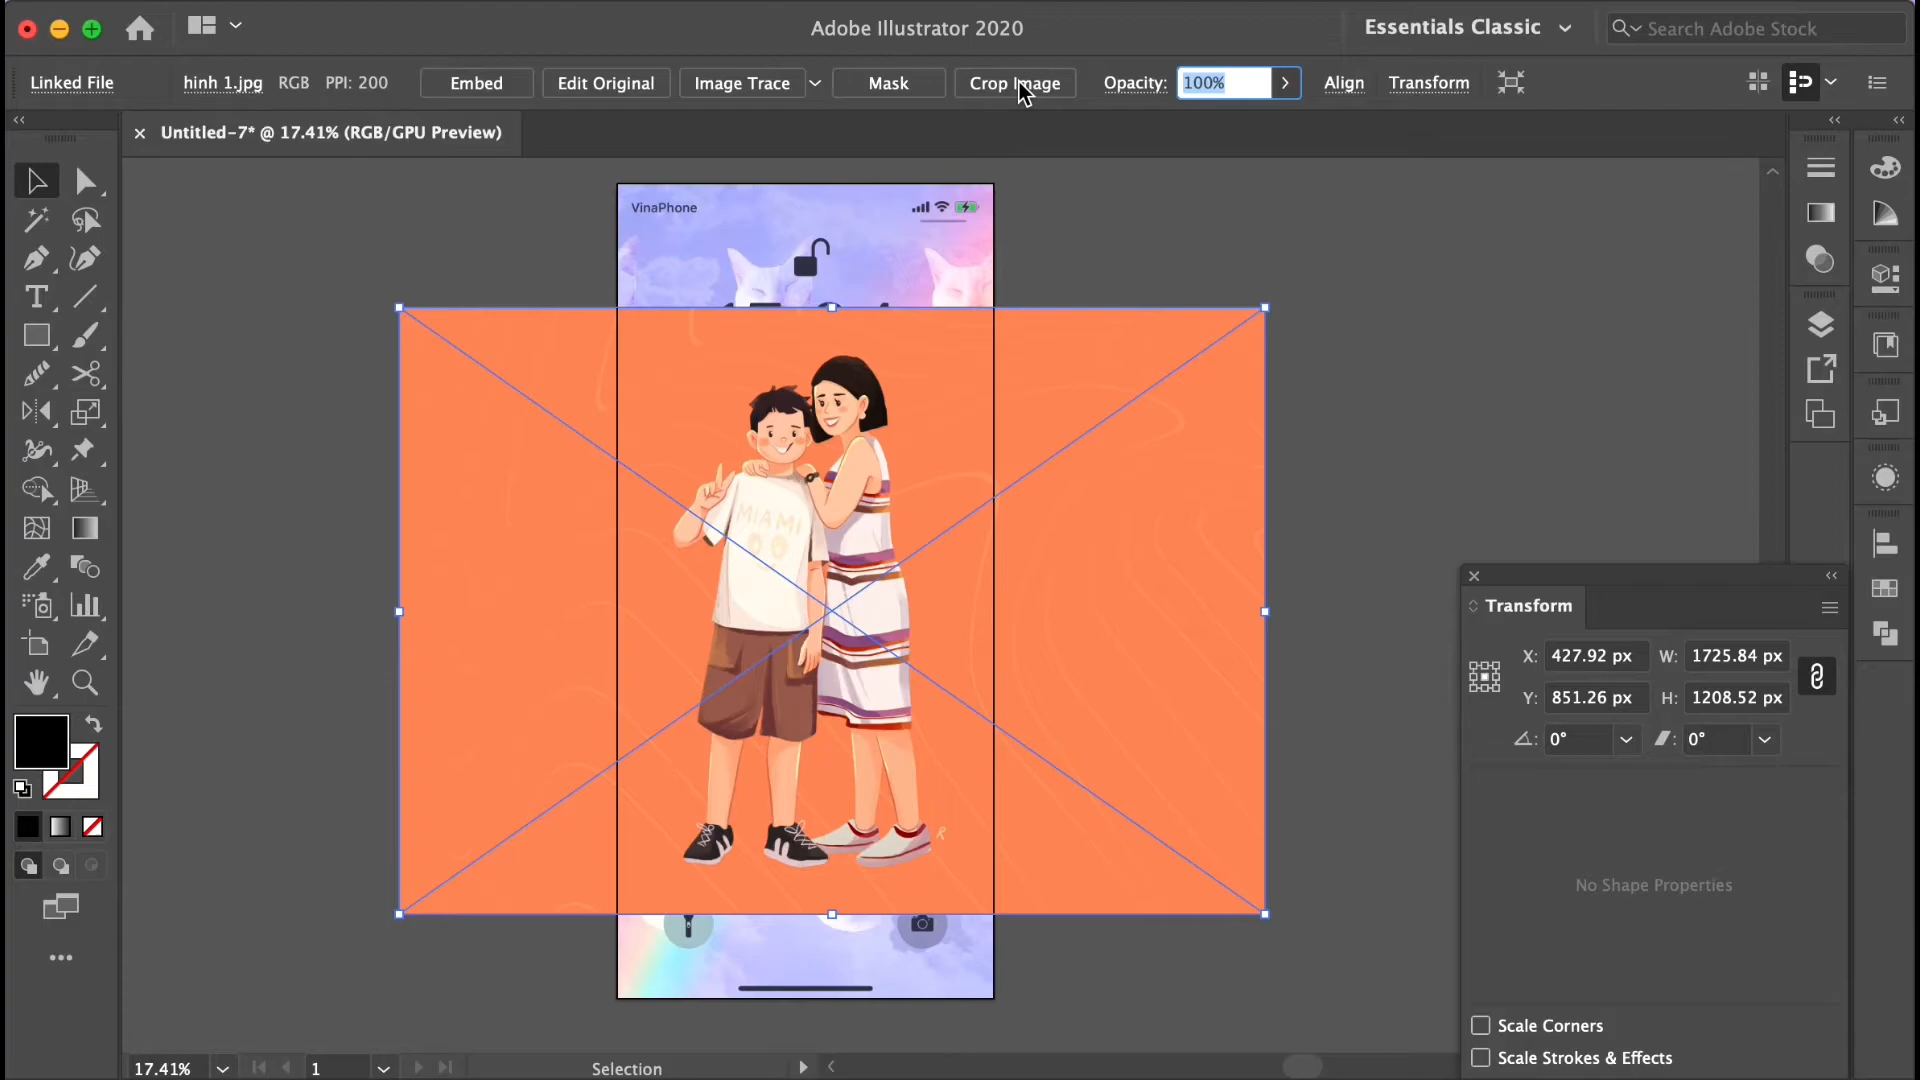 Adobe Illustrator 2020
Essentials Classic
Search Adobe Stock
Linked File hinh 1.jpg RGB PPI: 200 Embed Edit Original Image Trace Mask Crop Image Opacity: 100% Align Transform
× Untitled-7* @ 17.41% (RGB/GPU Preview)
VinaPhone
MIAMI
Transform
X: 427.92 px W: 1725.84 px
Y: 851.26 px H: 1208.52 px
0° 0°
No Shape Properties
Scale Corners
Scale Strokes & Effects
17.41% 1 Selection